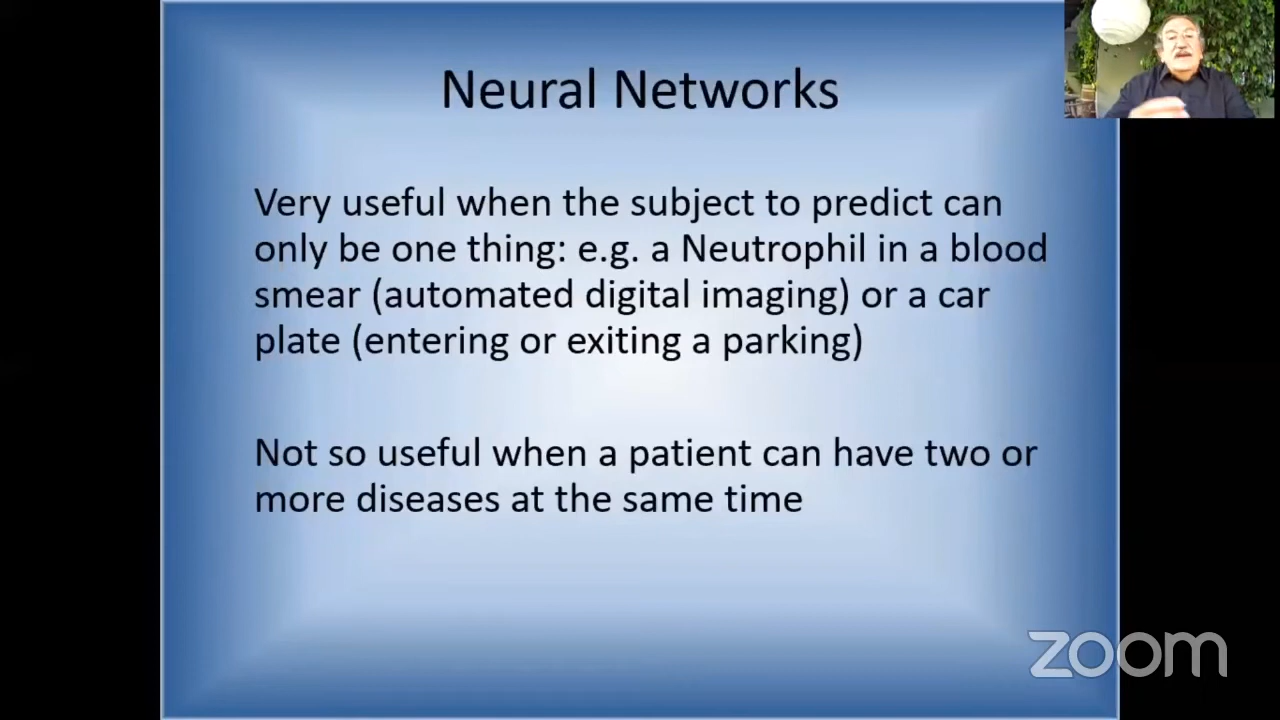 Neural Networks
Very useful when the subject to predict can
only be one thing: e.g. a Neutrophil in a blood
smear (automated digital imaging) or a car
plate (entering or exiting a parking)
Not so useful when a patient can have two or
more diseases at the same time
zoom